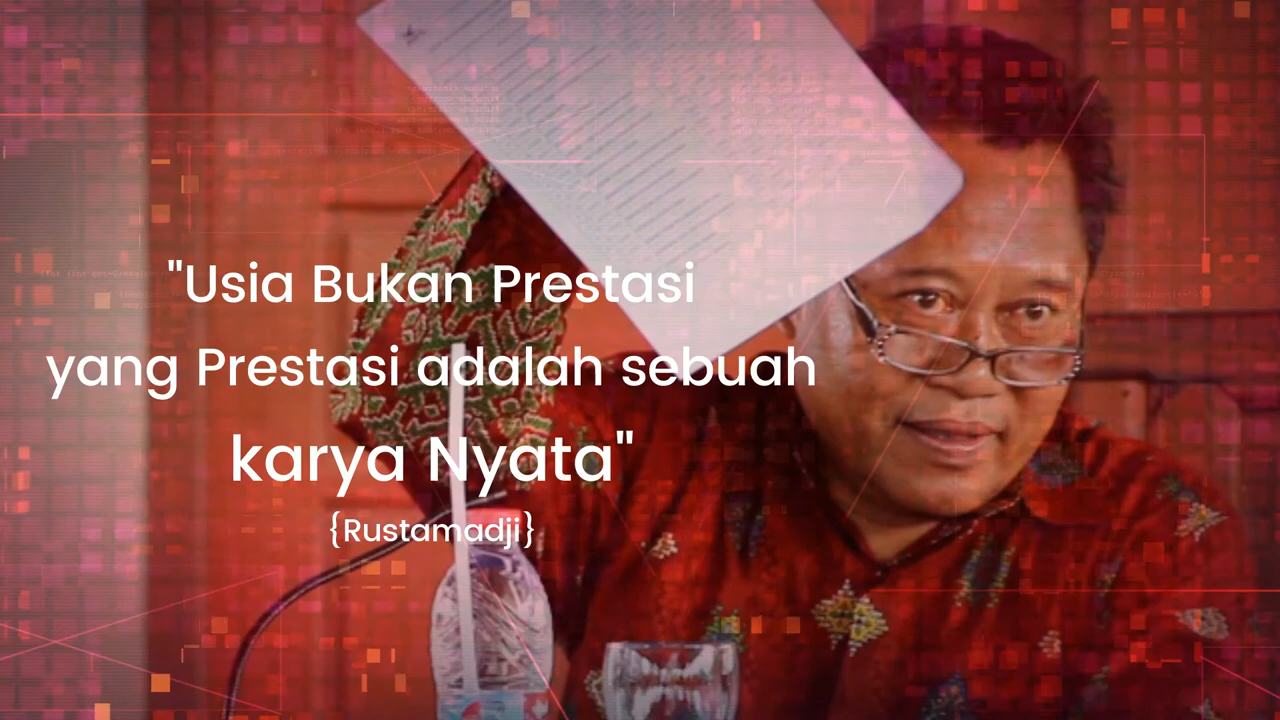 "Usia Bukan Prestasi
yang Prestasi adalah sebuah
karya Nyata"
{Rustamadji}